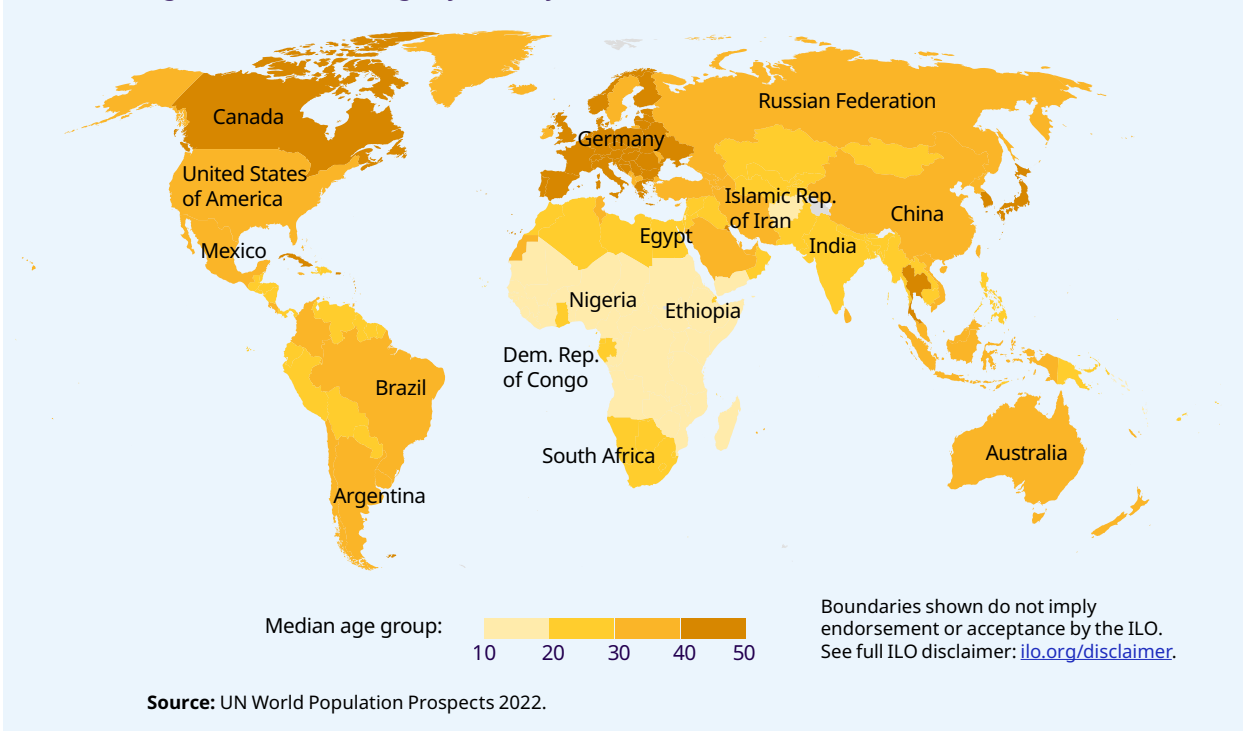 Canada
Russian Federation
Germany
United States
of America
Islamic Rep.
of Iran
China
Mexico
Egypt
India
Nigeria
Ethiopia
Dem. Rep.
of Congo
Brazil
South Africa
Australia
Argentina
Median age group:
10 20 30 40 50
Boundaries shown do not imply
endorsement or acceptance by the ILO.
See full ILO disclaimer: ilo.org/disclaimer.
Source: UN World Population Prospects 2022.